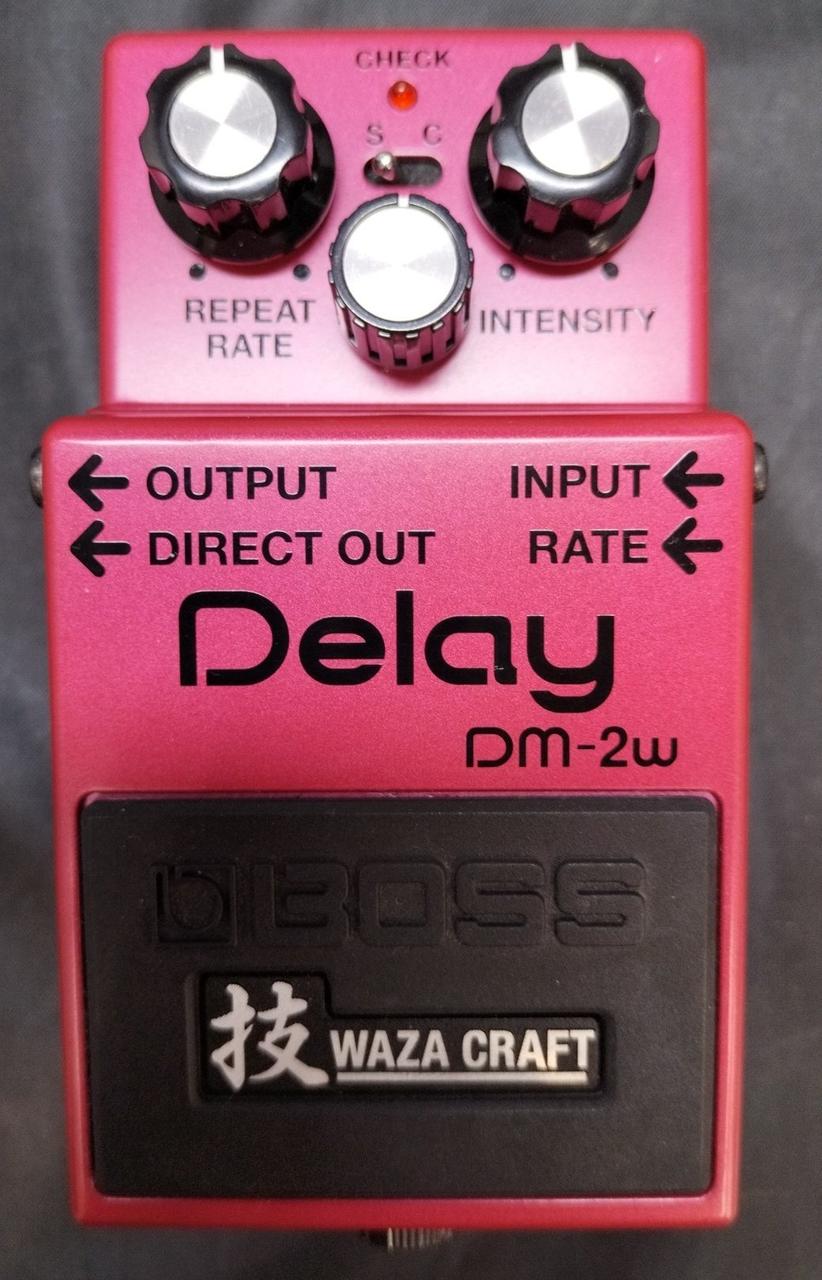 CHECK
S C
REPEAT
RATE
INTENSITY
OUTPUT
INPUT
DIRECT OUT
RATE
Delay
DM-2w
BOSS
技 WAZA CRAFT